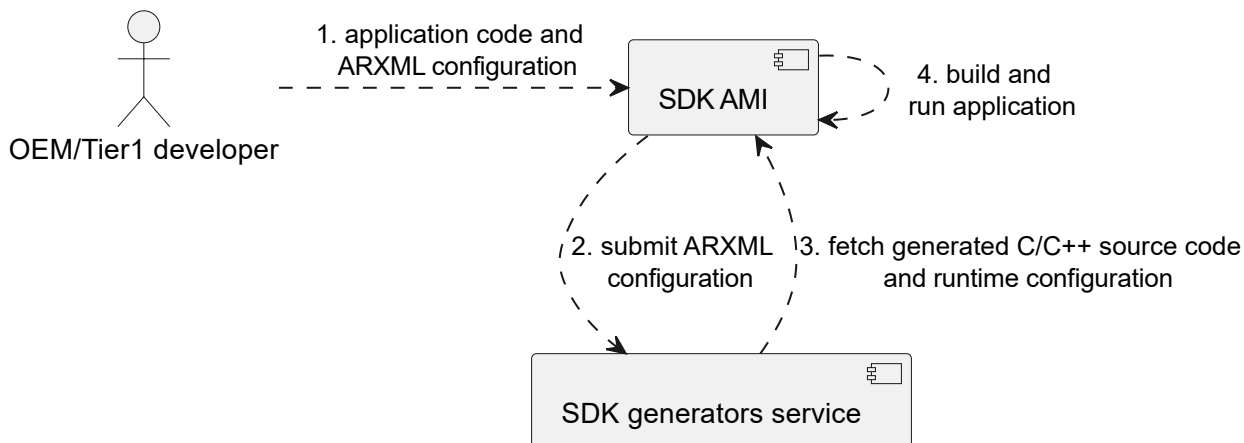 1. application code and
ARXML configuration
SDK AMI
4. build and
run application
OEM/Tier1 developer
2. submit ARXML
configuration
3. fetch generated C/C++ source code
and runtime configuration
SDK generators service